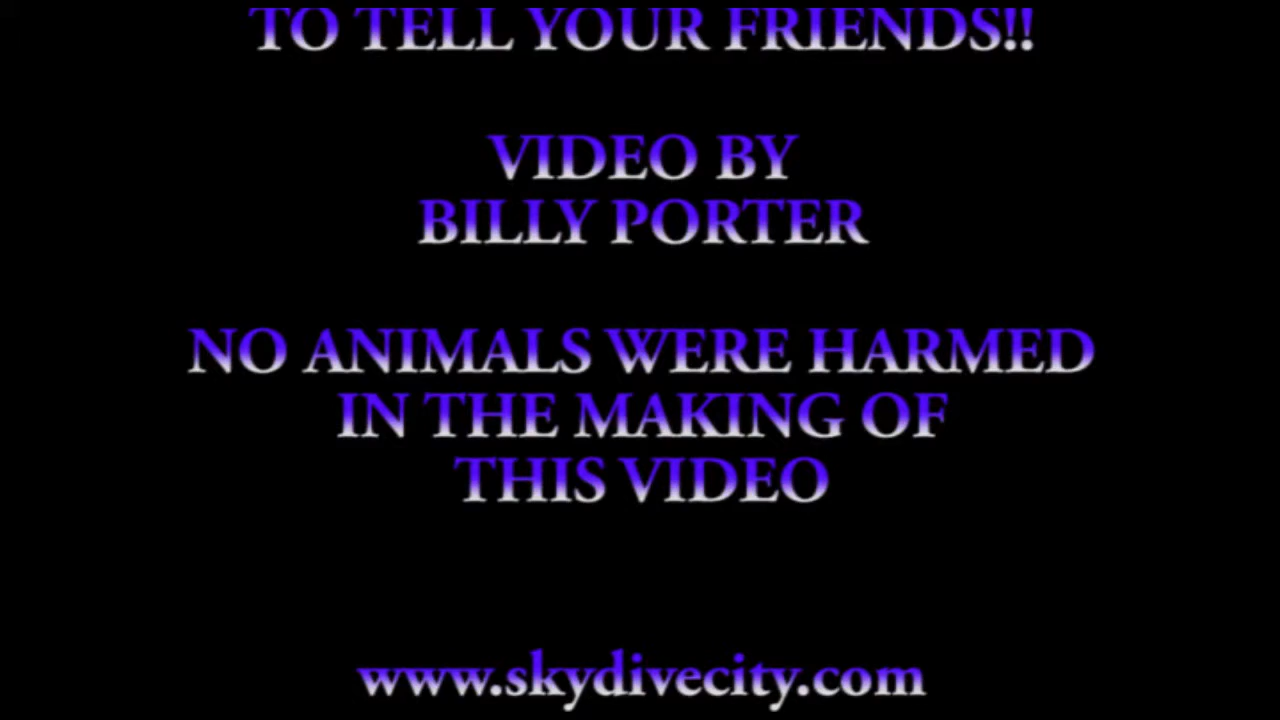 TO TELL YOUR FRIENDS!!
VIDEO BY
BILLY PORTER
NO ANIMALS WERE HARMED
IN THE MAKING OF
THIS VIDEO
www.skydivecity.com